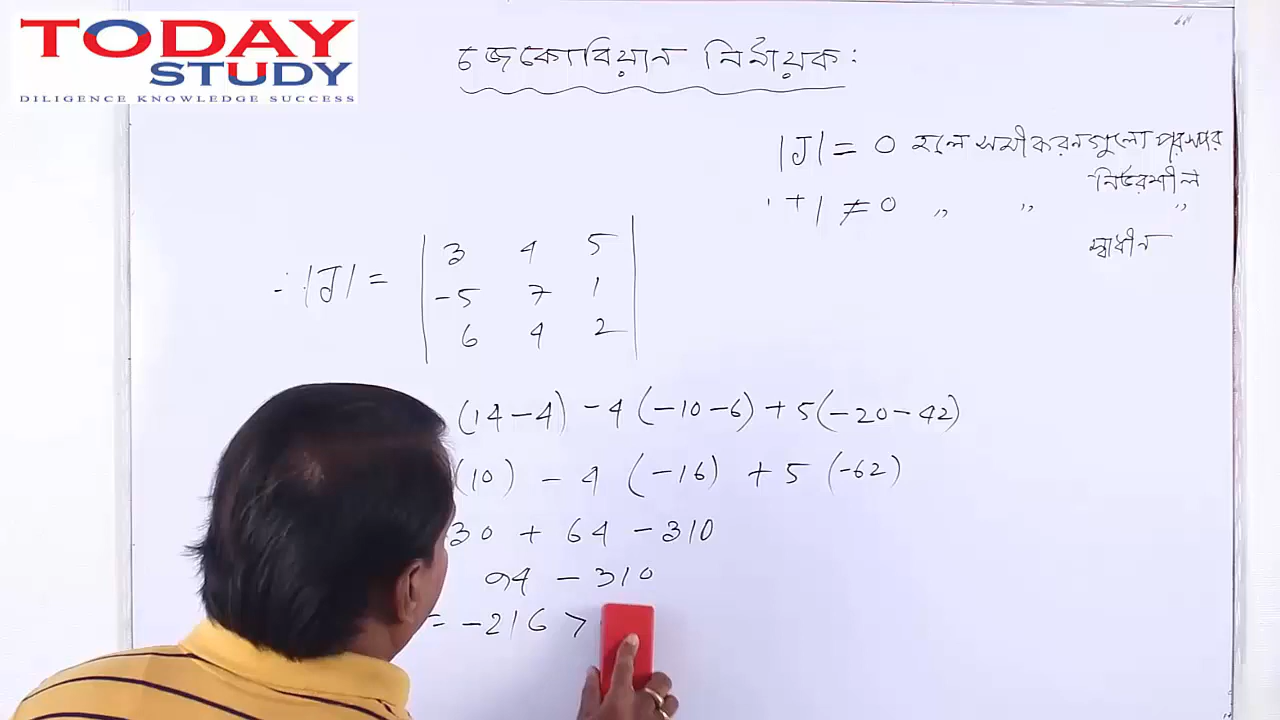 TODAY
STUDY
DILIGENCE KNOWLEDGE SUCCESS
জেকোবিয়ান নির্ণায়ক :
|J| = 0 হলে সমীকরনগুলো পরস্পর
নির্ভরশীল
| ≠ 0 ,, ,, ,,
স্বাধীন
∴ |J| = | 3 4 5 |
| -5 7 1 |
| 6 4 2 |
(14 - 4) - 4 (-10 - 6) + 5 (-20 - 42)
(10) - 4 (-16) + 5 (-62)
30 + 64 - 310
94 - 310
= -216 >